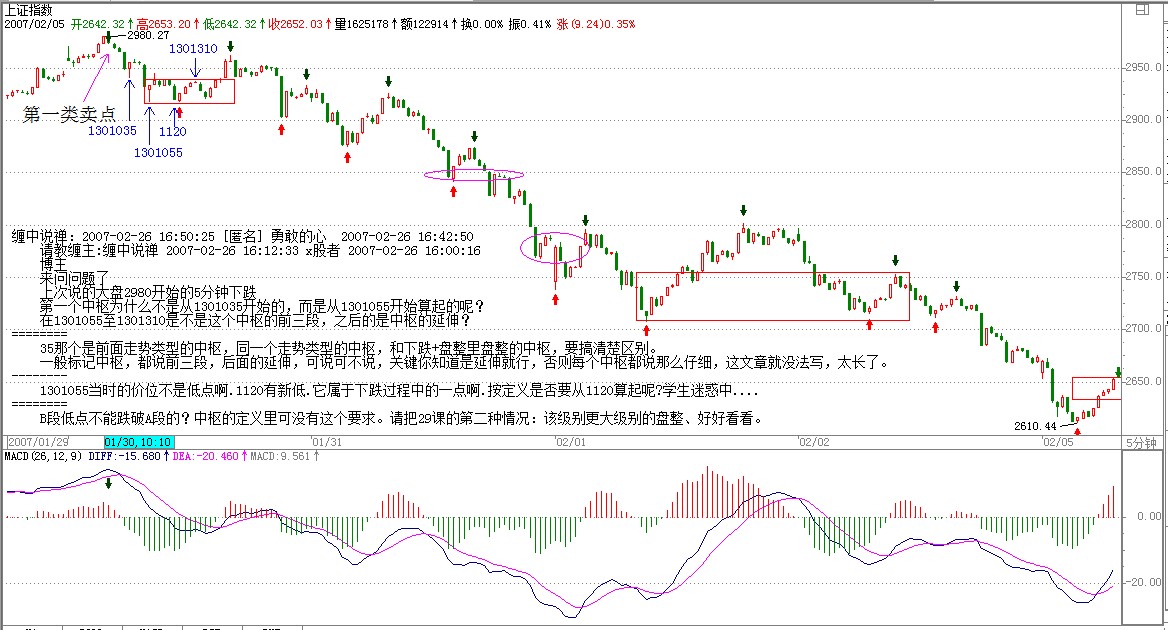 上证指数
2007/02/05 开2642.32↑高2653.20↑低2642.32↑收2652.03↑量1625178↑额122914↑换0.00% 振0.41% 涨(9.24)0.35%
2980.27
1301310
2950.0
第一类卖点
1301035
1120
1301055
2900.0
2850.0
2800.0
缠中说禅: 2007-02-26 16:50:25 [匿名] 勇敢的心 2007-02-26 16:42:50
请教缠主:缠中说禅 2007-02-26 16:12:33 x股者 2007-02-26 16:00:16
博主
来问问题了
上次说的大盘2980开始的5分钟下跌
第一个中枢为什么不是从1301035开始的，而是从1301055开始算起的呢？
在1301055至1301310是不是这个中枢的前三段，之后的是中枢的延伸？
========
35那个是前面走势类型的中枢，同一个走势类型的中枢，和下跌+盘整里盘整的中枢，要搞清楚区别。
一般标记中枢，都说前三段，后面的延伸，可说可不说，关键你知道是延伸就行，否则每个中枢都说那么仔细，这文章就没法写，太长了。
========
1301055当时的价位不是低点啊.1120有新低.它属于下跌过程中的一点啊.按定义是否要从1120算起呢?学生迷惑中....
========
B段低点不能跌破A段的？中枢的定义里可没有这个要求。请把29课的第二种情况：该级别更大级别的盘整、好好看看。
2750.0
2700.0
2650.0
2610.44
2007/01/29
01/30,10:10
01/31
02/01
02/02
02/05
5分钟
MACD(26,12,9) DIFF:-15.680↑DEA:-20.460↑MACD:9.561↑
0.00
-20.00